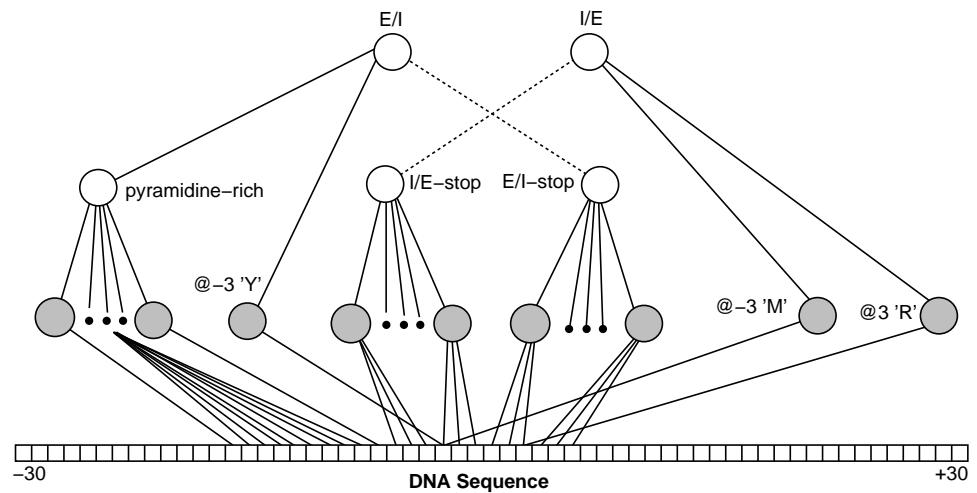 E/I
I/E
pyramidine−rich
I/E−stop
E/I−stop
@−3 'Y'
@−3 'M'
@3 'R'
−30
+30
DNA Sequence